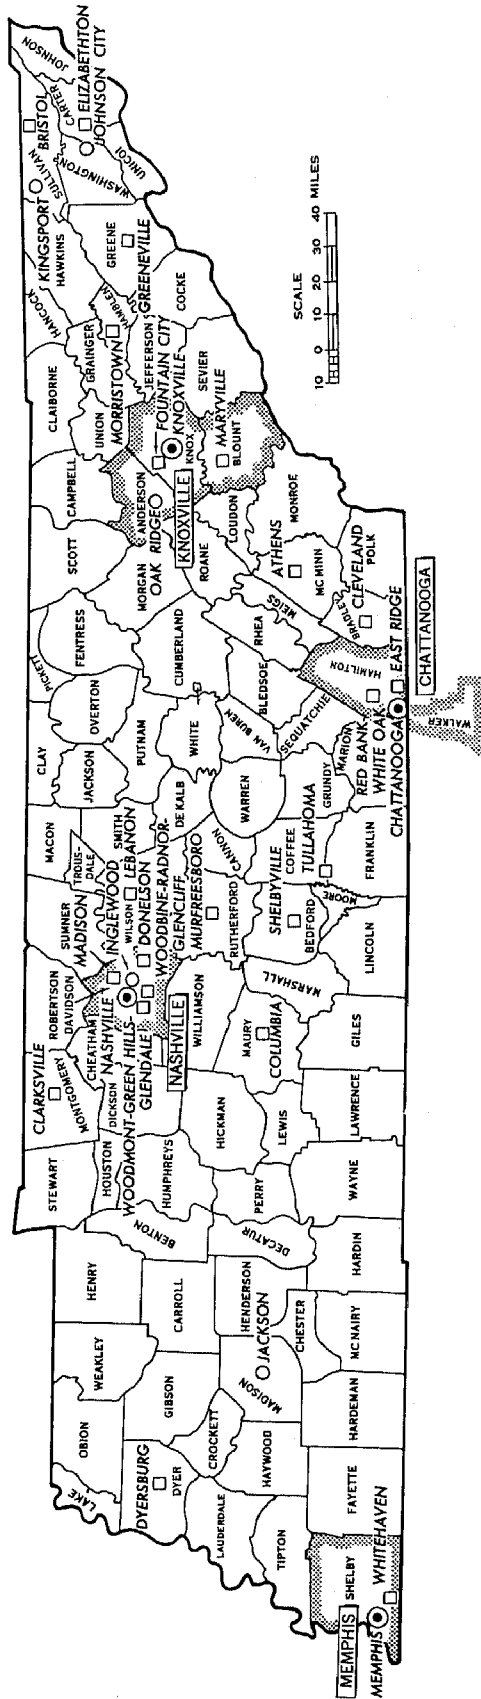 LAKE
OBION
WEAKLEY
HENRY
STEWART
MONTGOMERY
CLARKSVILLE
ROBERTSON
SUMNER
MACON
CLAY
PICKETT
FENTRESS
SCOTT
CAMPBELL
CLAIBORNE
HANCOCK
HAWKINS
KINGSPORT
SULLIVAN
BRISTOL
JOHNSON
CARTER
ELIZABETHTON
JOHNSON CITY
WASHINGTON
UNICOI
DYERSBURG
DYER
GIBSON
CARROLL
BENTON
HOUSTON
HUMPHREYS
DICKSON
CHEATHAM
DAVIDSON
MADISON
NASHVILLE
INGLEWOOD
WOODMONT-GREEN HILLS-
GLENDALE
NASHVILLE
DONELSON
WOODBINE-RADNOR-
GLENCLIFF
WILSON
LEBANON
TROUS-
DALE
SMITH
JACKSON
OVERTON
PUTNAM
DE KALB
WHITE
CUMBERLAND
MORGAN
ANDERSON
OAK RIDGE
KNOXVILLE
UNION
GRAINGER
MORRISTOWN
HAMBLEN
GREENE
GREENEVILLE
JEFFERSON
FOUNTAIN CITY
KNOXVILLE
KNOX
COCKE
SEVIER
MARYVILLE
BLOUNT
LAUDERDALE
CROCKETT
HAYWOOD
MADISON
JACKSON
HENDERSON
DECATUR
PERRY
HICKMAN
LEWIS
WILLIAMSON
MAURY
COLUMBIA
MURFREESBORO
RUTHERFORD
CANNON
WARREN
VAN BUREN
BLEDSOE
RHEA
MEIGS
ROANE
LOUDON
MONROE
ATHENS
MC MINN
TIPTON
CHESTER
MARSHALL
SHELBYVILLE
BEDFORD
COFFEE
TULLAHOMA
MOORE
GRUNDY
SEQUATCHIE
MARION
HAMILTON
BRADLEY
CLEVELAND
POLK
MEMPHIS
SHELBY
MEMPHIS
WHITEHAVEN
FAYETTE
HARDEMAN
MC NAIRY
HARDIN
WAYNE
LAWRENCE
GILES
LINCOLN
FRANKLIN
RED BANK-
WHITE OAK
CHATTANOOGA
EAST RIDGE
CHATTANOOGA
WALKER
SCALE
10 0 10 20 30 40 MILES